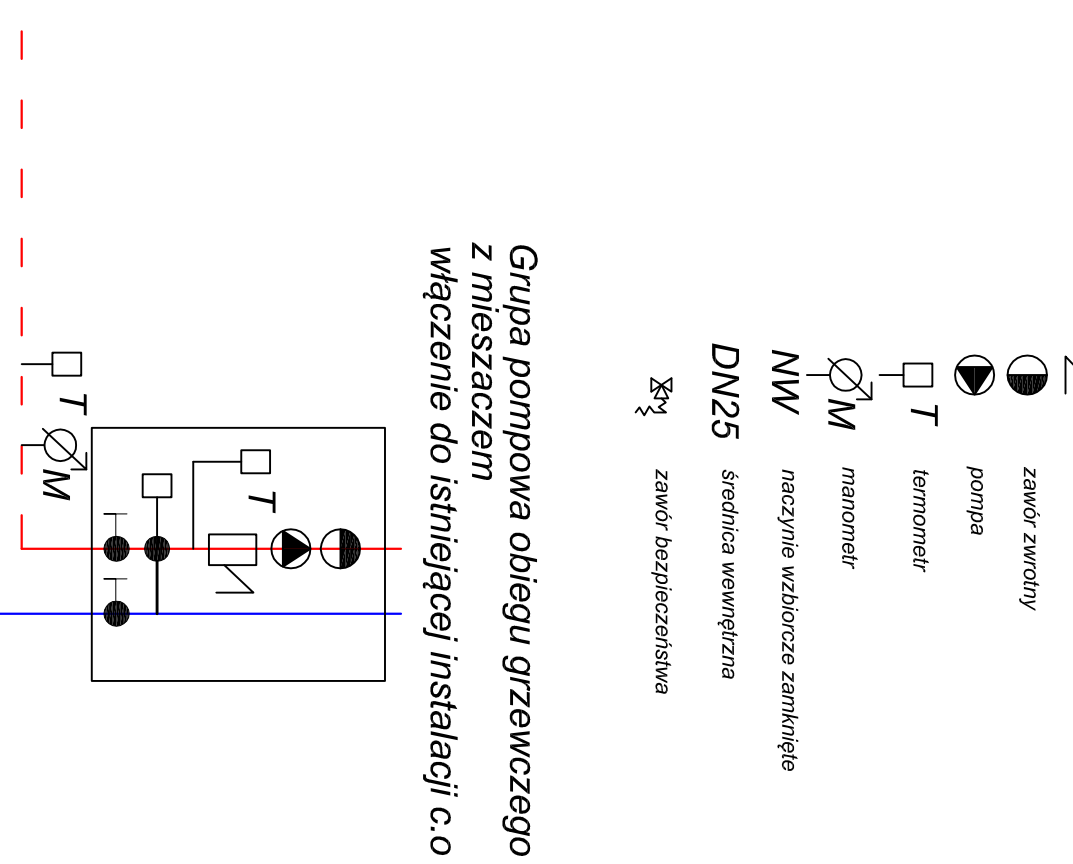 zawór zwrotny
pompa
T
termometr
M
manometr
NW
naczynie wzbiorcze zamknięte
DN25
średnica wewnętrzna
zawór bezpieczeństwa
Grupa pompowa obiegu grzewczego
z mieszaczem
włączenie do istniejącej instalacji c.o
T
T
M